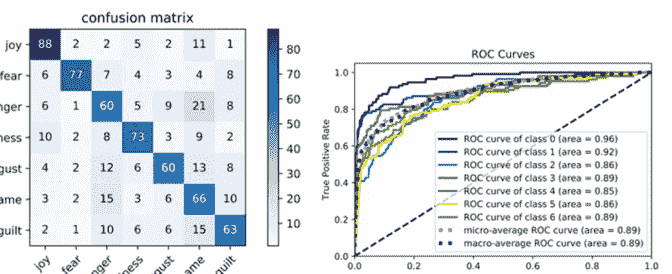 confusion matrix
joy 88 2 2 5 2 11 1
fear 6 77 7 4 3 4 8
nger 6 1 60 5 9 21 8
ness 10 2 8 73 3 9 2
gust 4 2 12 6 60 13 8
ame 3 2 15 3 6 66 10
guilt 2 1 10 6 6 15 63
joy fear nger ness gust ame guilt
80
70
60
50
40
30
20
10
ROC Curves
True Positive Rate
1.0
0.8
0.6
0.4
0.2
0.0
ROC curve of class 0 (area = 0.96)
ROC curve of class 1 (area = 0.92)
ROC curve of class 2 (area = 0.86)
ROC curve of class 3 (area = 0.89)
ROC curve of class 4 (area = 0.85)
ROC curve of class 5 (area = 0.86)
ROC curve of class 6 (area = 0.89)
micro-average ROC curve (area = 0.89)
macro-average ROC curve (area = 0.89)
0.0 0.2 0.4 0.6 0.8 1.0